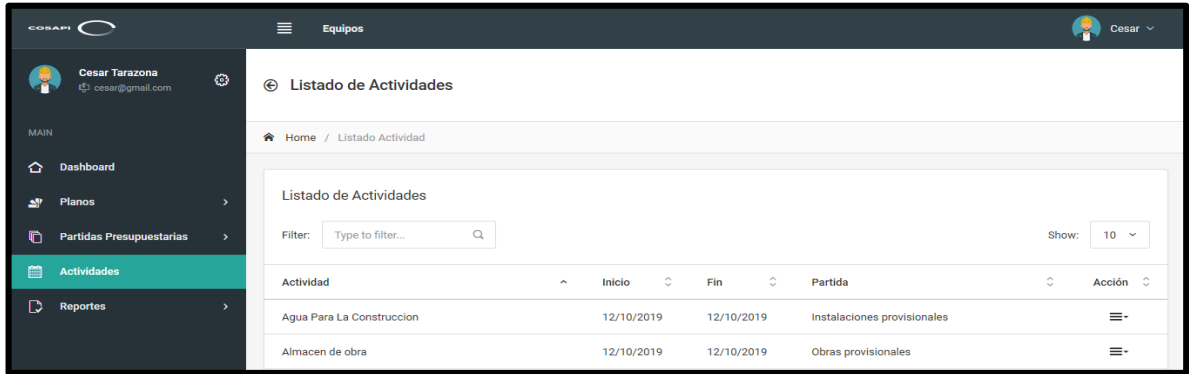 COSAPI
Equipos
Cesar
Cesar Tarazona
cesar@gmail.com
MAIN
Dashboard
Planos
Partidas Presupuestarias
Actividades
Reportes
Listado de Actividades
Home / Listado Actividad
Listado de Actividades
Filter: Type to filter... Show: 10
Actividad Inicio Fin Partida Acción
Agua Para La Construccion 12/10/2019 12/10/2019 Instalaciones provisionales
Almacen de obra 12/10/2019 12/10/2019 Obras provisionales